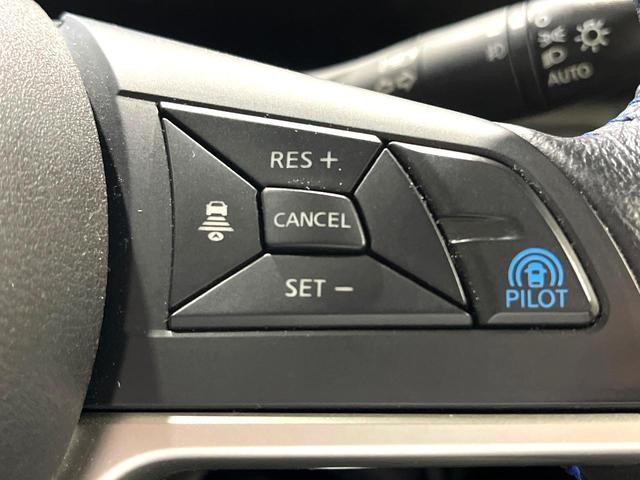 AUTO
RES +
CANCEL
SET −
PILOT